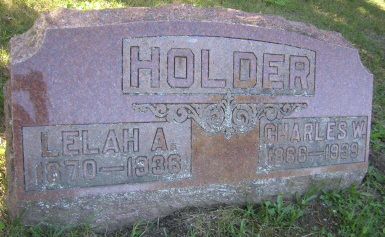 HOLDER
LELAH A.
1870–1936
CHARLES W.
1866–1939